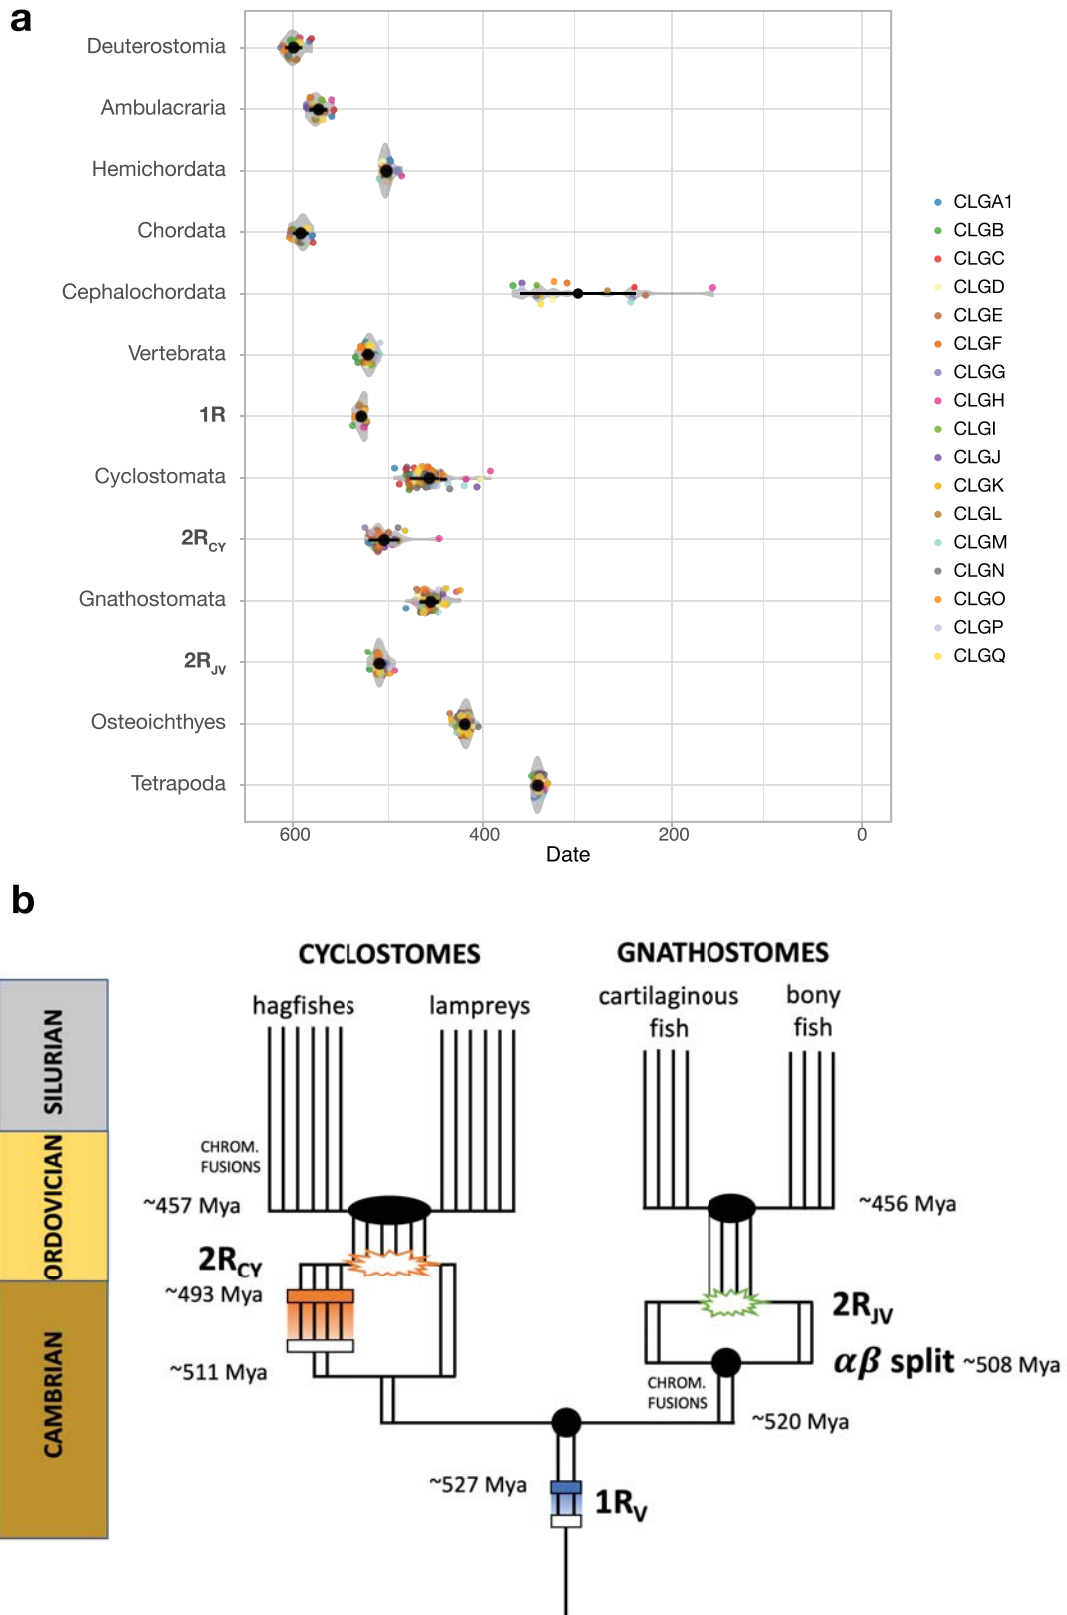 a
Deuterostomia
Ambulacraria
Hemichordata
Chordata
Cephalochordata
Vertebrata
1R
Cyclostomata
2RCY
Gnathostomata
2RJV
Osteoichthyes
Tetrapoda
600 400 200 0
Date
CLGA1
CLGB
CLGC
CLGD
CLGE
CLGF
CLGG
CLGH
CLGI
CLGJ
CLGK
CLGL
CLGM
CLGN
CLGO
CLGP
CLGQ
b
CYCLOSTOMES
GNATHOSTOMES
hagfishes
lampreys
cartilaginous
fish
bony
fish
SILURIAN
ORDOVICIAN
CAMBRIAN
CHROM.
FUSIONS
~457 Mya
~456 Mya
2RCY
~493 Mya
2RJV
~511 Mya
αβ split ~508 Mya
CHROM.
FUSIONS
~520 Mya
~527 Mya
1RV